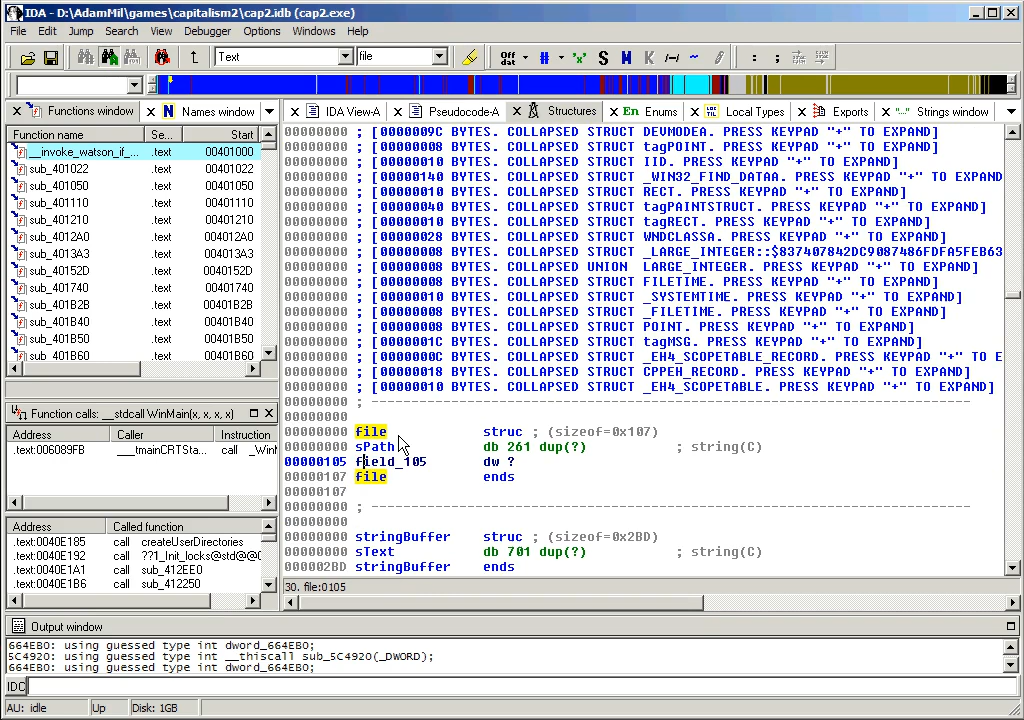 IDA - D:\AdamMil\games\capitalism2\cap2.idb (cap2.exe)
File Edit Jump Search View Debugger Options Windows Help
Text file Off dat # 'x' S M K
Functions window Names window IDA View-A Pseudocode-A Structures En Enums Local Types Exports Strings window
Function name Se... Start
__invoke_watson_if_... .text 00401000
sub_401022 .text 00401022
sub_401050 .text 00401050
sub_401110 .text 00401110
sub_401210 .text 00401210
sub_4012A0 .text 004012A0
sub_4013A3 .text 004013A3
sub_40152D .text 0040152D
sub_401740 .text 00401740
sub_401B2B .text 00401B2B
sub_401B40 .text 00401B40
sub_401B50 .text 00401B50
sub_401B60 .text 00401B60
Function calls: __stdcall WinMain(x, x, x, x)
Address Caller Instruction
.text:006089FB ___tmainCRTSta... call _Win
Address Called function
.text:0040E185 call createUserDirectories
.text:0040E192 call ??1_Init_locks@std@@
.text:0040E1A1 call sub_412EE0
.text:0040E1B6 call sub_412250
00000000 ; [0000009C BYTES. COLLAPSED STRUCT DEVMODEA. PRESS KEYPAD "+" TO EXPAND]
00000000 ; [00000008 BYTES. COLLAPSED STRUCT tagPOINT. PRESS KEYPAD "+" TO EXPAND]
00000000 ; [00000010 BYTES. COLLAPSED STRUCT IID. PRESS KEYPAD "+" TO EXPAND]
00000000 ; [00000140 BYTES. COLLAPSED STRUCT _WIN32_FIND_DATAA. PRESS KEYPAD "+" TO EXPAND
00000000 ; [00000010 BYTES. COLLAPSED STRUCT RECT. PRESS KEYPAD "+" TO EXPAND]
00000000 ; [00000040 BYTES. COLLAPSED STRUCT tagPAINTSTRUCT. PRESS KEYPAD "+" TO EXPAND]
00000000 ; [00000010 BYTES. COLLAPSED STRUCT tagRECT. PRESS KEYPAD "+" TO EXPAND]
00000000 ; [00000028 BYTES. COLLAPSED STRUCT WNDCLASSA. PRESS KEYPAD "+" TO EXPAND]
00000000 ; [00000008 BYTES. COLLAPSED STRUCT _LARGE_INTEGER::$837407842DC9087486FDFA5FEB63
00000000 ; [00000008 BYTES. COLLAPSED UNION LARGE_INTEGER. PRESS KEYPAD "+" TO EXPAND]
00000000 ; [00000008 BYTES. COLLAPSED STRUCT FILETIME. PRESS KEYPAD "+" TO EXPAND]
00000000 ; [00000010 BYTES. COLLAPSED STRUCT _SYSTEMTIME. PRESS KEYPAD "+" TO EXPAND]
00000000 ; [00000008 BYTES. COLLAPSED STRUCT _FILETIME. PRESS KEYPAD "+" TO EXPAND]
00000000 ; [00000008 BYTES. COLLAPSED STRUCT POINT. PRESS KEYPAD "+" TO EXPAND]
00000000 ; [0000001C BYTES. COLLAPSED STRUCT tagMSG. PRESS KEYPAD "+" TO EXPAND]
00000000 ; [0000000C BYTES. COLLAPSED STRUCT _EH4_SCOPETABLE_RECORD. PRESS KEYPAD "+" TO E
00000000 ; [00000018 BYTES. COLLAPSED STRUCT CPPEH_RECORD. PRESS KEYPAD "+" TO EXPAND]
00000000 ; [00000010 BYTES. COLLAPSED STRUCT _EH4_SCOPETABLE. PRESS KEYPAD "+" TO EXPAND]
00000000 ; ---------------------------------------------------------------------------
00000000
00000000 file struc ; (sizeof=0x107)
00000000 sPath db 261 dup(?) ; string(C)
00000105 field_105 dw ?
00000107 file ends
00000107
00000000 ; ---------------------------------------------------------------------------
00000000
00000000 stringBuffer struc ; (sizeof=0x2BD)
00000000 sText db 701 dup(?) ; string(C)
000002BD stringBuffer ends
30. file:0105
Output window
664EB0: using guessed type int dword_664EB0;
5C4920: using guessed type int __thiscall sub_5C4920(_DWORD);
664EB0: using guessed type int dword_664EB0;
IDC
AU: idle Up Disk: 1GB